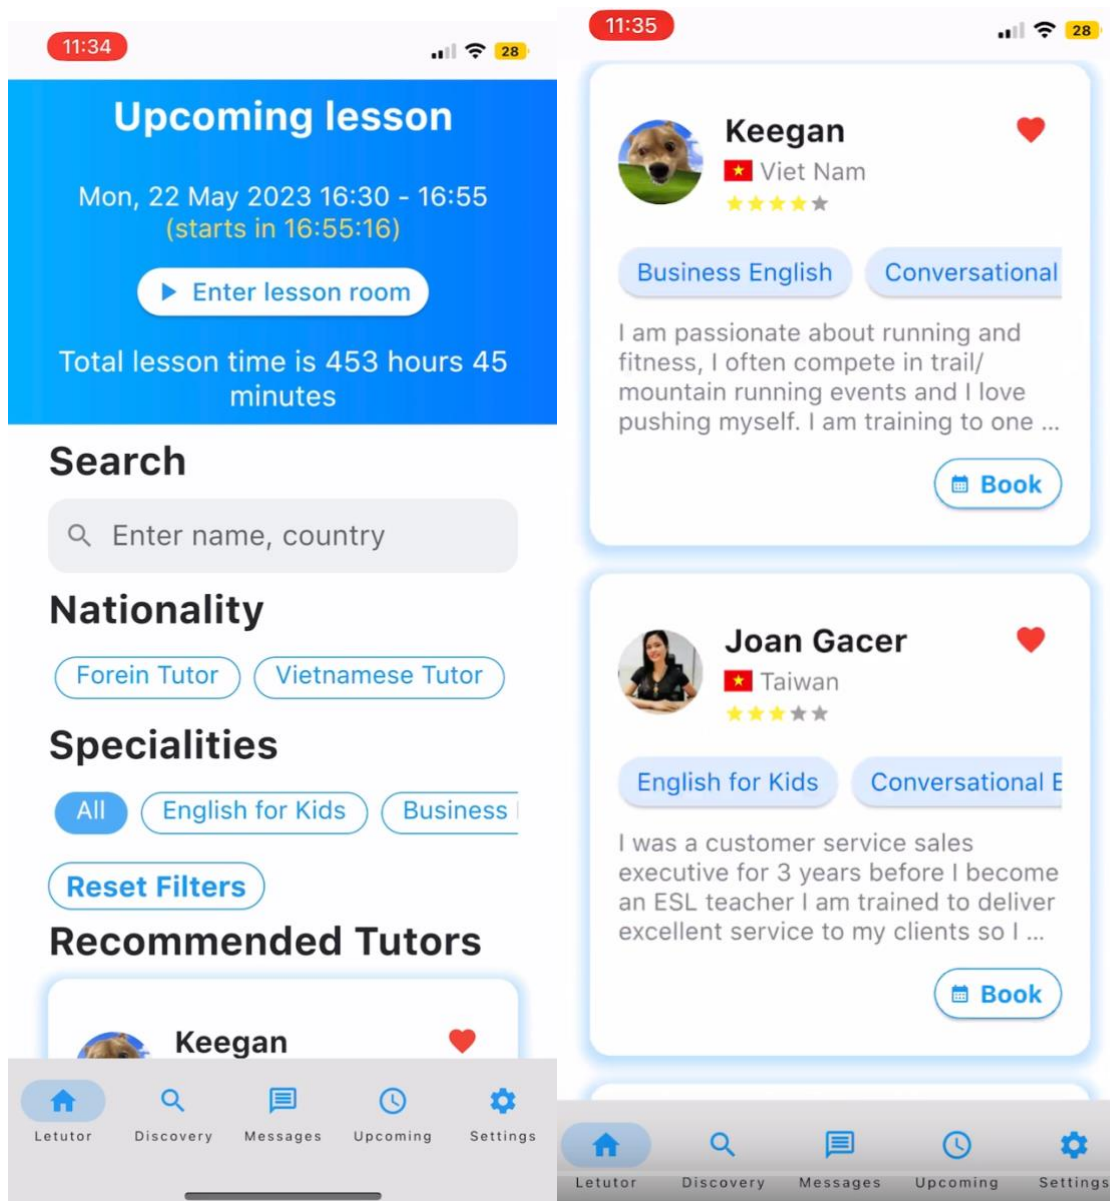 11:34
28
Upcoming lesson
Mon, 22 May 2023 16:30 - 16:55
(starts in 16:55:16)
Enter lesson room
Total lesson time is 453 hours 45
minutes
Search
Enter name, country
Nationality
Forein Tutor Vietnamese Tutor
Specialities
All English for Kids Business
Reset Filters
Recommended Tutors
Keegan
Letutor Discovery Messages Upcoming Settings
11:35
28
Keegan
Viet Nam
Business English Conversational
I am passionate about running and
fitness, I often compete in trail/
mountain running events and I love
pushing myself. I am training to one ...
Book
Joan Gacer
Taiwan
English for Kids Conversational E
I was a customer service sales
executive for 3 years before I become
an ESL teacher I am trained to deliver
excellent service to my clients so I ...
Book
Letutor Discovery Messages Upcoming Settings